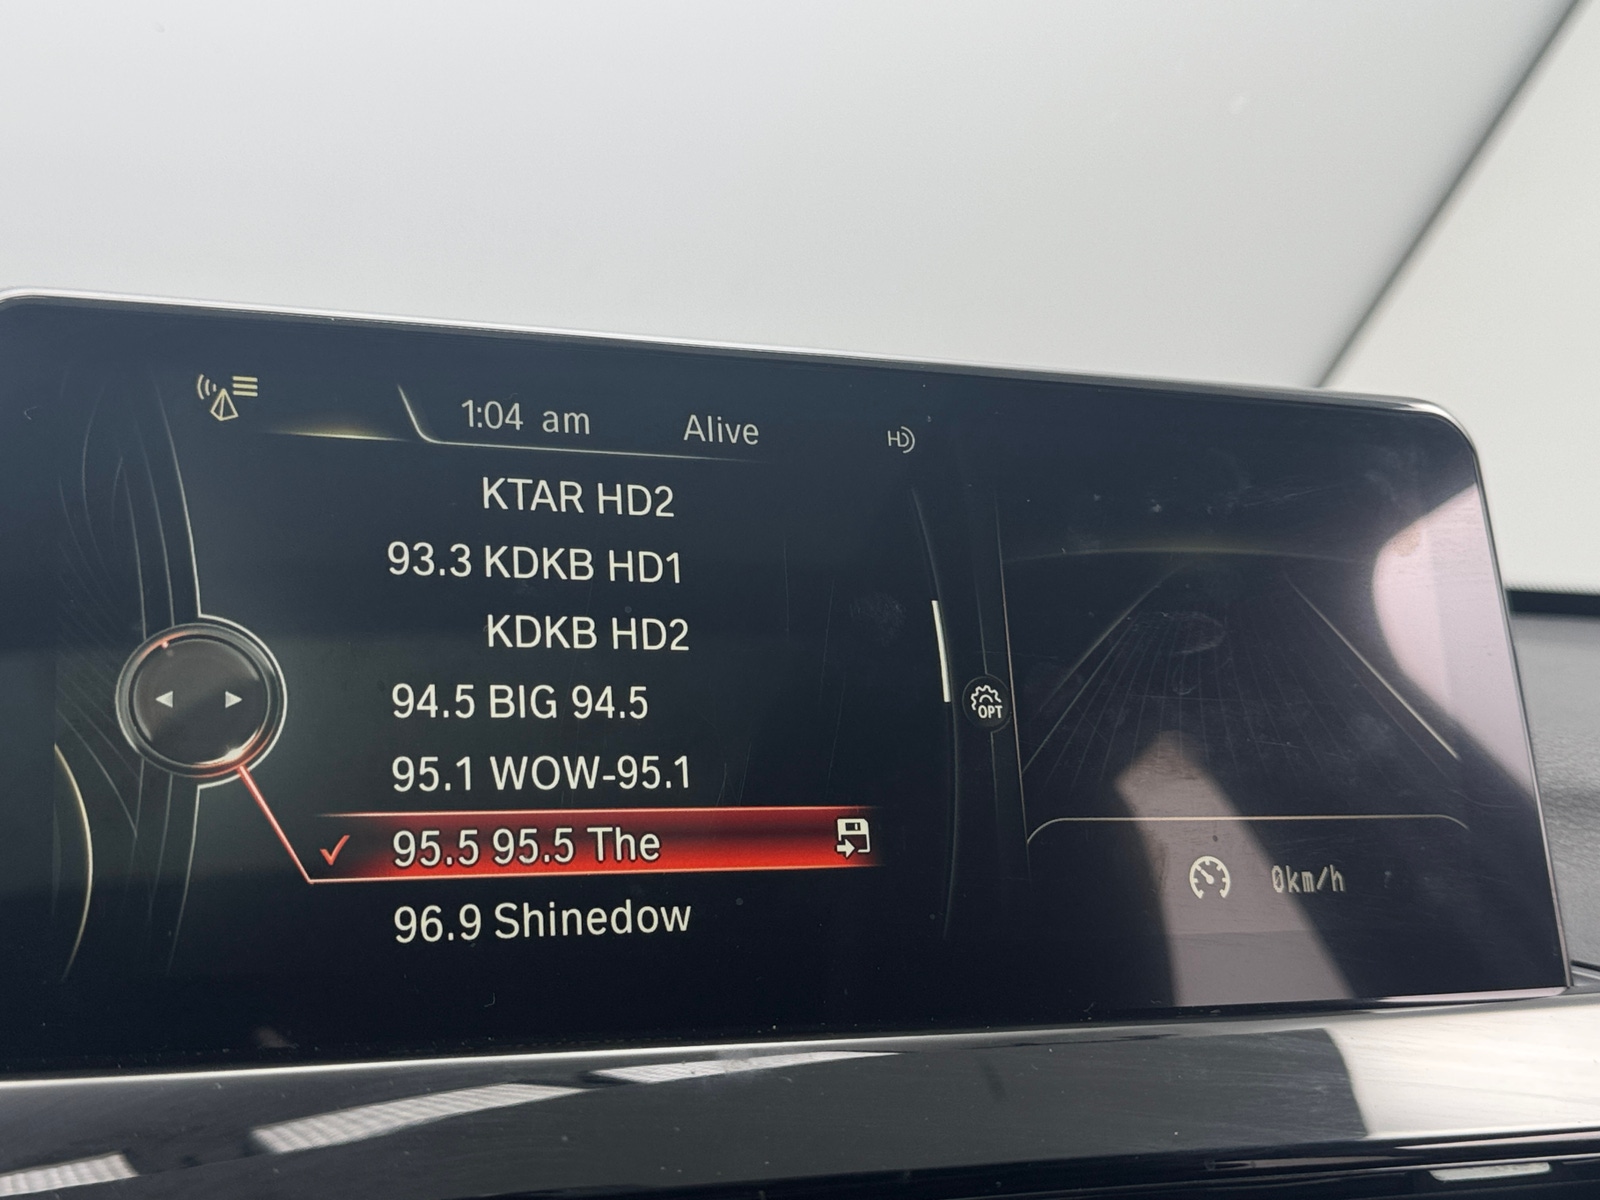 1:04 am Alive HD
KTAR HD2
93.3 KDKB HD1
KDKB HD2
94.5 BIG 94.5
95.1 WOW-95.1
95.5 95.5 The
96.9 Shinedow
OPT
0km/h